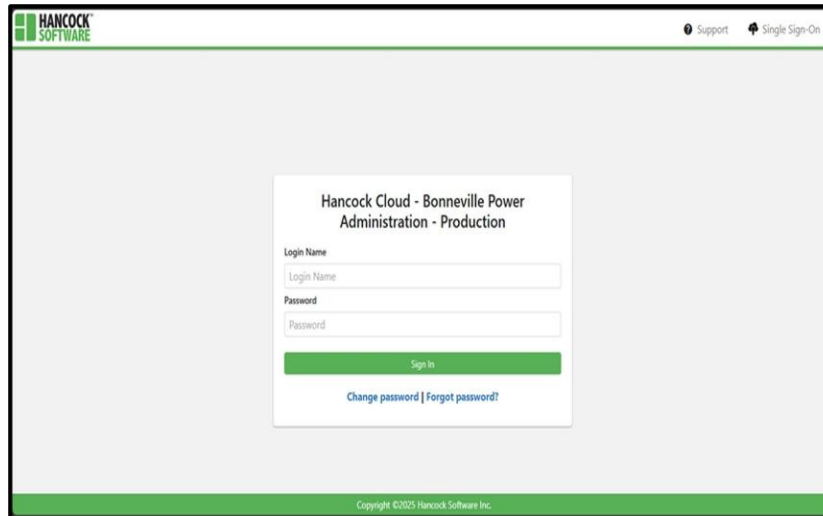 HANCOCK™
SOFTWARE
Support
Single Sign-On
Hancock Cloud - Bonneville Power
Administration - Production
Login Name
Login Name
Password
Password
Sign In
Change password | Forgot password?
Copyright ©2025 Hancock Software Inc.